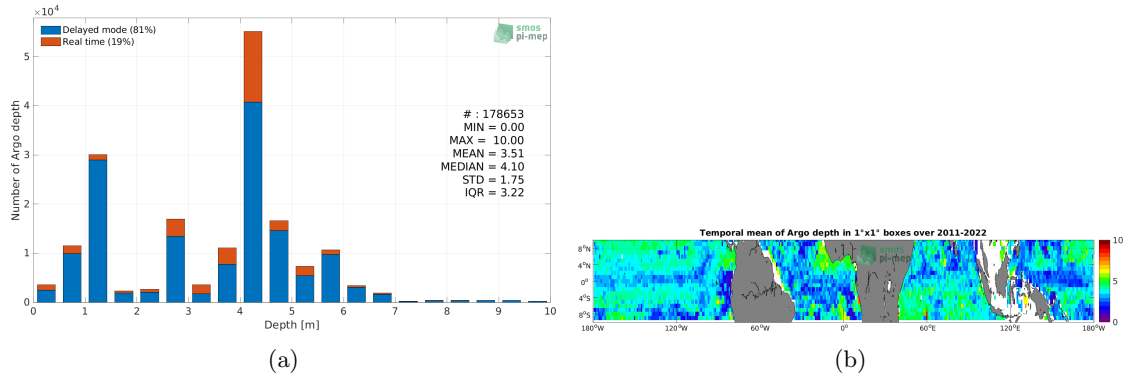 ×10⁴
Delayed mode (81%)
Real time (19%)
smos
pi-mep
5
4
3
2
1
0
Number of Argo depth
# : 178653
MIN = 0.00
MAX = 10.00
MEAN = 3.51
MEDIAN = 4.10
STD = 1.75
IQR = 3.22
0 1 2 3 4 5 6 7 8 9 10
Depth [m]
(a)
Temporal mean of Argo depth in 1°x1° boxes over 2011-2022
smos
pi-mep
8°N
4°N
0°
4°S
8°S
180°W 120°W 60°W 0° 60°E 120°E 180°W
10
5
0
(b)